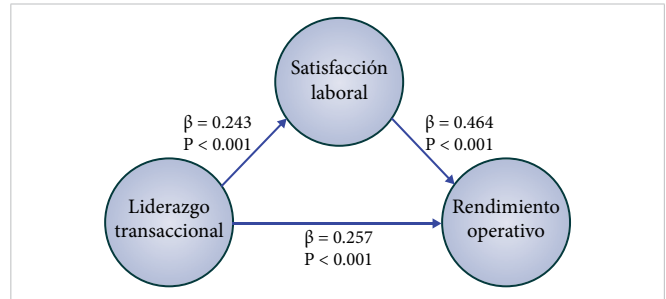 Satisfacción
laboral
β = 0.243
P < 0.001
β = 0.464
P < 0.001
Liderazgo
transaccional
Rendimiento
operativo
β = 0.257
P < 0.001